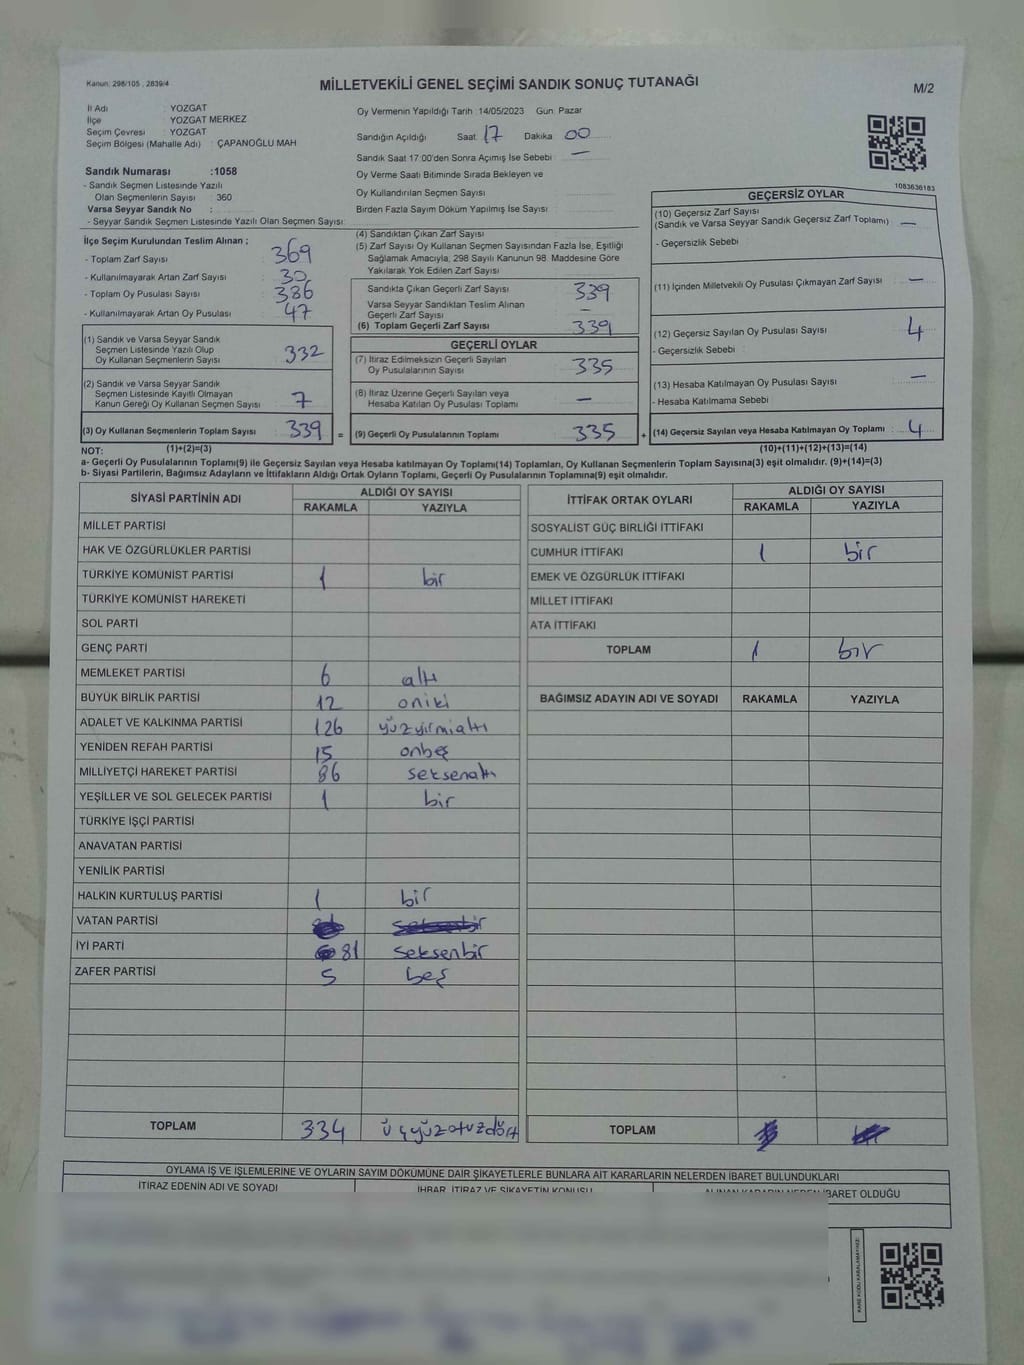 Kanun: 298/105 , 2839/4
MİLLETVEKİLİ GENEL SEÇİMİ SANDIK SONUÇ TUTANAĞI
M/2
İl Adı : YOZGAT
İlçe : YOZGAT MERKEZ
Seçim Çevresi : YOZGAT
Seçim Bölgesi (Mahalle Adı) : ÇAPANOĞLU MAH
Sandık Numarası :1058
- Sandık Seçmen Listesinde Yazılı
Olan Seçmenlerin Sayısı : 360
Varsa Seyyar Sandık No :
- Seyyar Sandık Seçmen Listesinde Yazılı Olan Seçmen Sayısı:
Oy Vermenin Yapıldığı Tarih :14/05/2023 Gün: Pazar
Sandığın Açıldığı Saat: 17 Dakika 00
Sandık Saat 17:00'den Sonra Açımış İse Sebebi : —
Oy Verme Saati Bitiminde Sırada Bekleyen ve
Oy Kullandırılan Seçmen Sayısı :
Birden Fazla Sayım Döküm Yapılmış İse Sayısı :
1083636183
İlçe Seçim Kurulundan Teslim Alınan ;
- Toplam Zarf Sayısı : 369
- Kullanılmayarak Artan Zarf Sayısı : 30
- Toplam Oy Pusulası Sayısı : 386
- Kullanılmayarak Artan Oy Pusulası : 47
(1) Sandık ve Varsa Seyyar Sandık
Seçmen Listesinde Yazılı Olup
Oy Kullanan Seçmenlerin Sayısı : 332
(2) Sandık ve Varsa Seyyar Sandık
Seçmen Listesinde Kayıtlı Olmayan
Kanun Gereği Oy Kullanan Seçmen Sayısı : 7
(3) Oy Kullanan Seçmenlerin Toplam Sayısı : 339 =
(4) Sandıktan Çıkan Zarf Sayısı :
(5) Zarf Sayısı Oy Kullanan Seçmen Sayısından Fazla İse, Eşitliği
Sağlamak Amacıyla, 298 Sayılı Kanunun 98. Maddesine Göre
Yakılarak Yok Edilen Zarf Sayısı :
Sandıkta Çıkan Geçerli Zarf Sayısı : 339
Varsa Seyyar Sandıktan Teslim Alınan
Geçerli Zarf Sayısı : —
(6) Toplam Geçerli Zarf Sayısı : 339
GEÇERLİ OYLAR
(7) İtiraz Edilmeksizin Geçerli Sayılan
Oy Pusulalarının Sayısı : 335
(8) İtiraz Üzerine Geçerli Sayılan veya
Hesaba Katılan Oy Pusulası Toplamı : —
(9) Geçerli Oy Pusulalarının Toplamı : 335 +
GEÇERSİZ OYLAR
(10) Geçersiz Zarf Sayısı
(Sandık ve Varsa Seyyar Sandık Geçersiz Zarf Toplamı) : —
- Geçersizlik Sebebi :
(11) İçinden Milletvekili Oy Pusulası Çıkmayan Zarf Sayısı : —
(12) Geçersiz Sayılan Oy Pusulası Sayısı : 4
- Geçersizlik Sebebi :
(13) Hesaba Katılmayan Oy Pusulası Sayısı : —
- Hesaba Katılmama Sebebi :
(14) Geçersiz Sayılan veya Hesaba Katılmayan Oy Toplamı : 4
NOT: (1)+(2)=(3) (10)+(11)+(12)+(13)=(14)
a- Geçerli Oy Pusulalarının Toplamı(9) ile Geçersiz Sayılan veya Hesaba katılmayan Oy Toplamı(14) Toplamları, Oy Kullanan Seçmenlerin Toplam Sayısına(3) eşit olmalıdır. (9)+(14)=(3)
b- Siyasi Partilerin, Bağımsız Adayların ve İttifakların Aldığı Ortak Oyların Toplamı, Geçerli Oy Pusulalarının Toplamına(9) eşit olmalıdır.
SİYASİ PARTİNİN ADI ALDIĞI OY SAYISI
RAKAMLA YAZIYLA
MİLLET PARTİSİ
HAK VE ÖZGÜRLÜKLER PARTİSİ
TÜRKİYE KOMÜNİST PARTİSİ 1 bir
TÜRKİYE KOMÜNİST HAREKETİ
SOL PARTİ
GENÇ PARTİ
MEMLEKET PARTİSİ 6 altı
BÜYÜK BİRLİK PARTİSİ 12 oniki
ADALET VE KALKINMA PARTİSİ 126 yüzyirmialtı
YENİDEN REFAH PARTİSİ 15 onbeş
MİLLİYETÇİ HAREKET PARTİSİ 86 seksenaltı
YEŞİLLER VE SOL GELECEK PARTİSİ 1 bir
TÜRKİYE İŞÇİ PARTİSİ
ANAVATAN PARTİSİ
YENİLİK PARTİSİ
HALKIN KURTULUŞ PARTİSİ 1 bir
VATAN PARTİSİ
İYİ PARTİ 81 seksenbir
ZAFER PARTİSİ 5 beş
TOPLAM 334 üçyüzotuzdört
İTTİFAK ORTAK OYLARI ALDIĞI OY SAYISI
RAKAMLA YAZIYLA
SOSYALİST GÜÇ BİRLİĞİ İTTİFAKI
CUMHUR İTTİFAKI 1 bir
EMEK VE ÖZGÜRLÜK İTTİFAKI
MİLLET İTTİFAKI
ATA İTTİFAKI
TOPLAM 1 bir
BAĞIMSIZ ADAYIN ADI VE SOYADI RAKAMLA YAZIYLA
TOPLAM
OYLAMA İŞ VE İŞLEMLERİNE VE OYLARIN SAYIM DÖKÜMÜNE DAİR ŞİKAYETLERLE BUNLARA AİT KARARLARIN NELERDEN İBARET BULUNDUKLARI
İTİRAZ EDENİN ADI VE SOYADI İHBAR, İTİRAZ VE ŞİKAYETİN KONUSU ALINAN KARARIN NEDEN İBARET OLDUĞU
KARE KODU KARALAMAYINIZ!